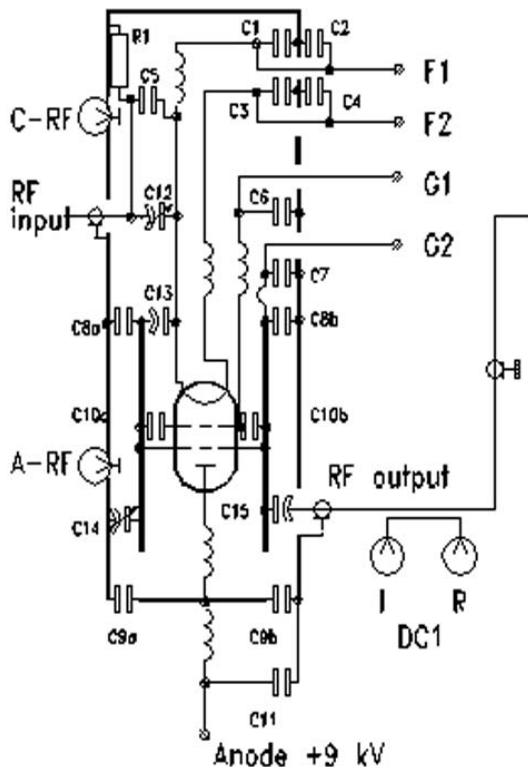 C1
C2
R1
C5
F1
C3
C4
C-RF
F2
RF
input
C12
C6
G1
G2
C13
C7
C8a
C8b
C10a
C10b
A-RF
RF output
C14
C15
I
R
DC1
C9a
C9b
C11
Anode +9 kV